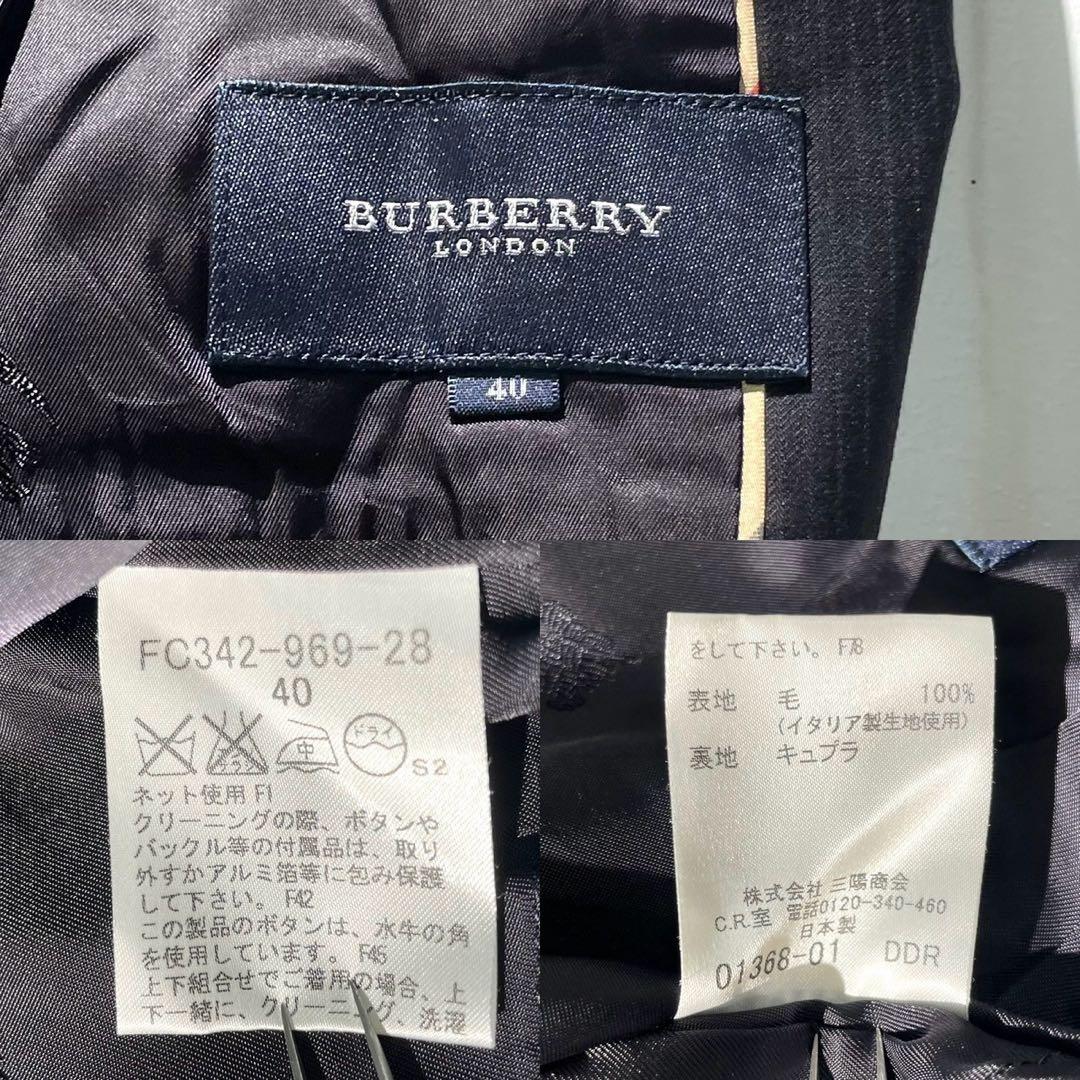 BURBERRY
LONDON
40
FC342-969-28
40
中 ドライ
S2
ネット使用 F1
クリーニングの際、ボタンや
バックル等の付属品は、取り
外すかアルミ箔等に包み保護
して下さい。 F42
この製品のボタンは、水牛の角
を使用しています。 F45
上下組合せでご着用の場合、上
下一緒に、クリーニング、洗濯
をして下さい。 F78
表地 毛 100%
(イタリア製生地使用)
裏地 キュプラ
株式会社 三陽商会
C.R.室 電話0120-340-460
日本製
01368-01 DDR